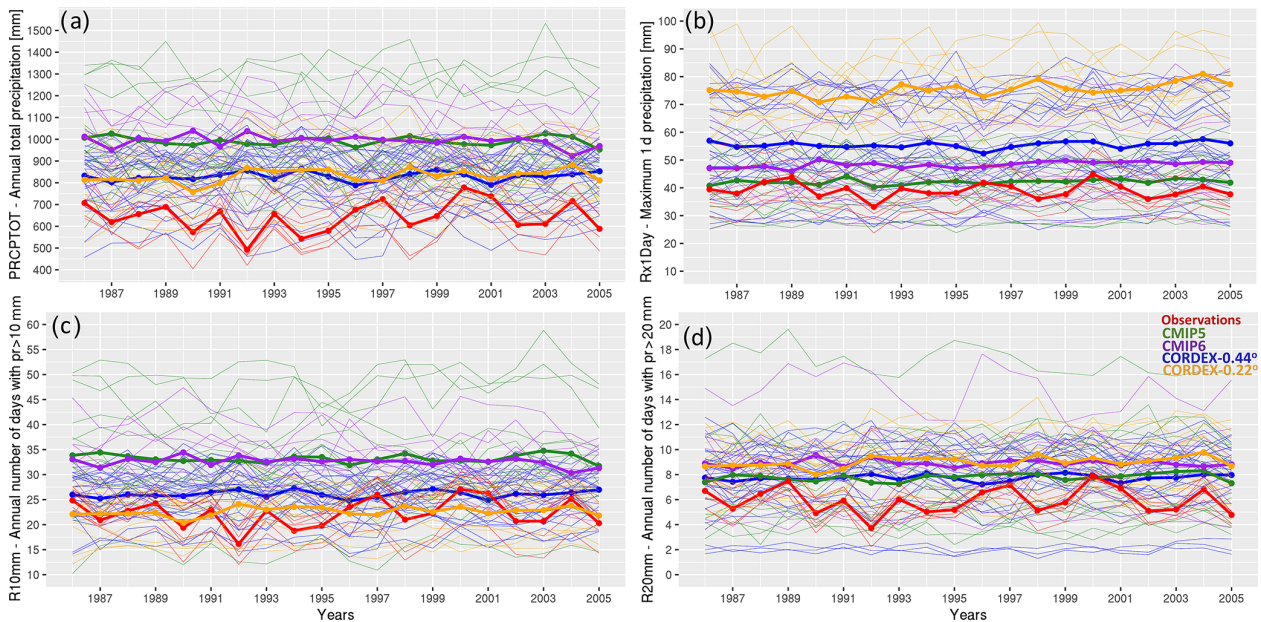 (a)
PRCPTOT - Annual total precipitation [mm]
1500
1400
1300
1200
1100
1000
900
800
700
600
500
400
1987 1989 1991 1993 1995 1997 1999 2001 2003 2005
(b)
Rx1Day - Maximum 1 d precipitation [mm]
100
90
80
70
60
50
40
30
20
10
1987 1989 1991 1993 1995 1997 1999 2001 2003 2005
(c)
R10mm - Annual number of days with pr>10 mm
60
55
50
45
40
35
30
25
20
15
10
1987 1989 1991 1993 1995 1997 1999 2001 2003 2005
Years
(d)
R20mm - Annual number of days with pr>20 mm
20
18
16
14
12
10
8
6
4
2
0
Observations
CMIP5
CMIP6
CORDEX-0.44º
CORDEX-0.22º
1987 1989 1991 1993 1995 1997 1999 2001 2003 2005
Years